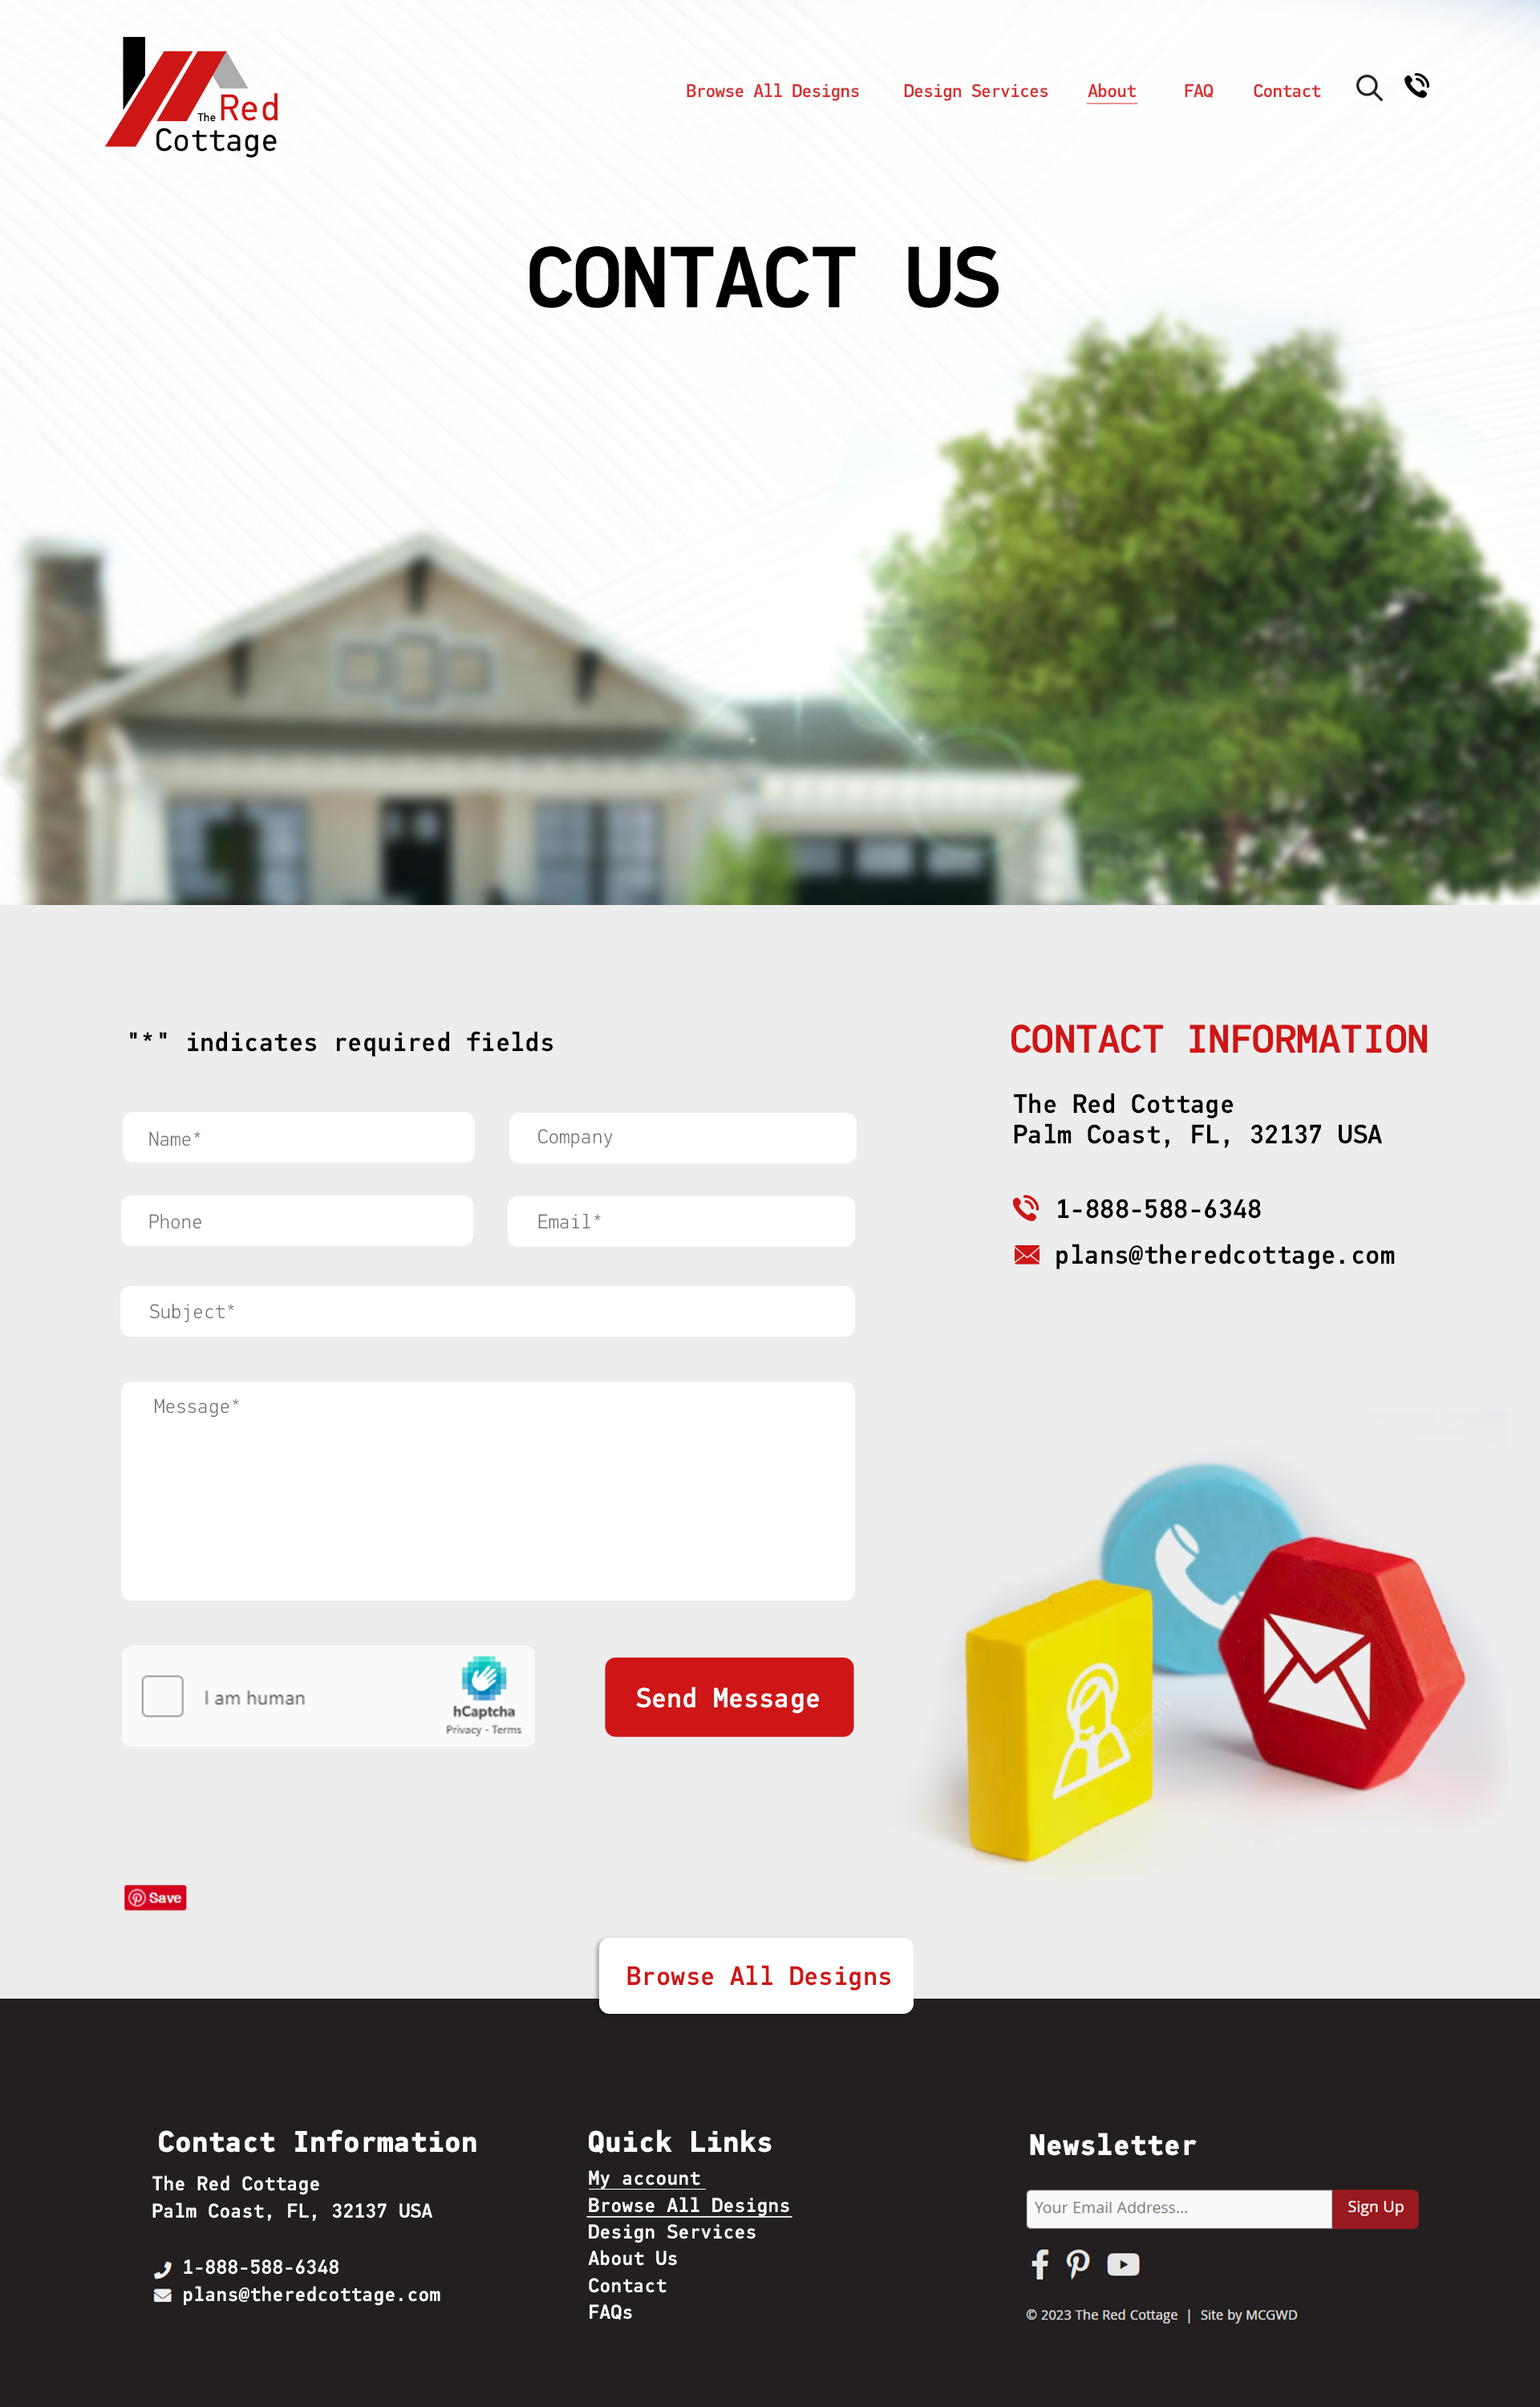 The Red
Cottage
Browse All Designs Design Services About FAQ Contact
CONTACT US
"*" indicates required fields
Name* Company
Phone Email*
Subject*
Message*
I am human
hCaptcha
Privacy - Terms
Send Message
CONTACT INFORMATION
The Red Cottage
Palm Coast, FL, 32137 USA
1-888-588-6348
plans@theredcottage.com
Save
Browse All Designs
Contact Information
The Red Cottage
Palm Coast, FL, 32137 USA
1-888-588-6348
plans@theredcottage.com
Quick Links
My account
Browse All Designs
Design Services
About Us
Contact
FAQs
Newsletter
Your Email Address... Sign Up
© 2023 The Red Cottage | Site by MCGWD